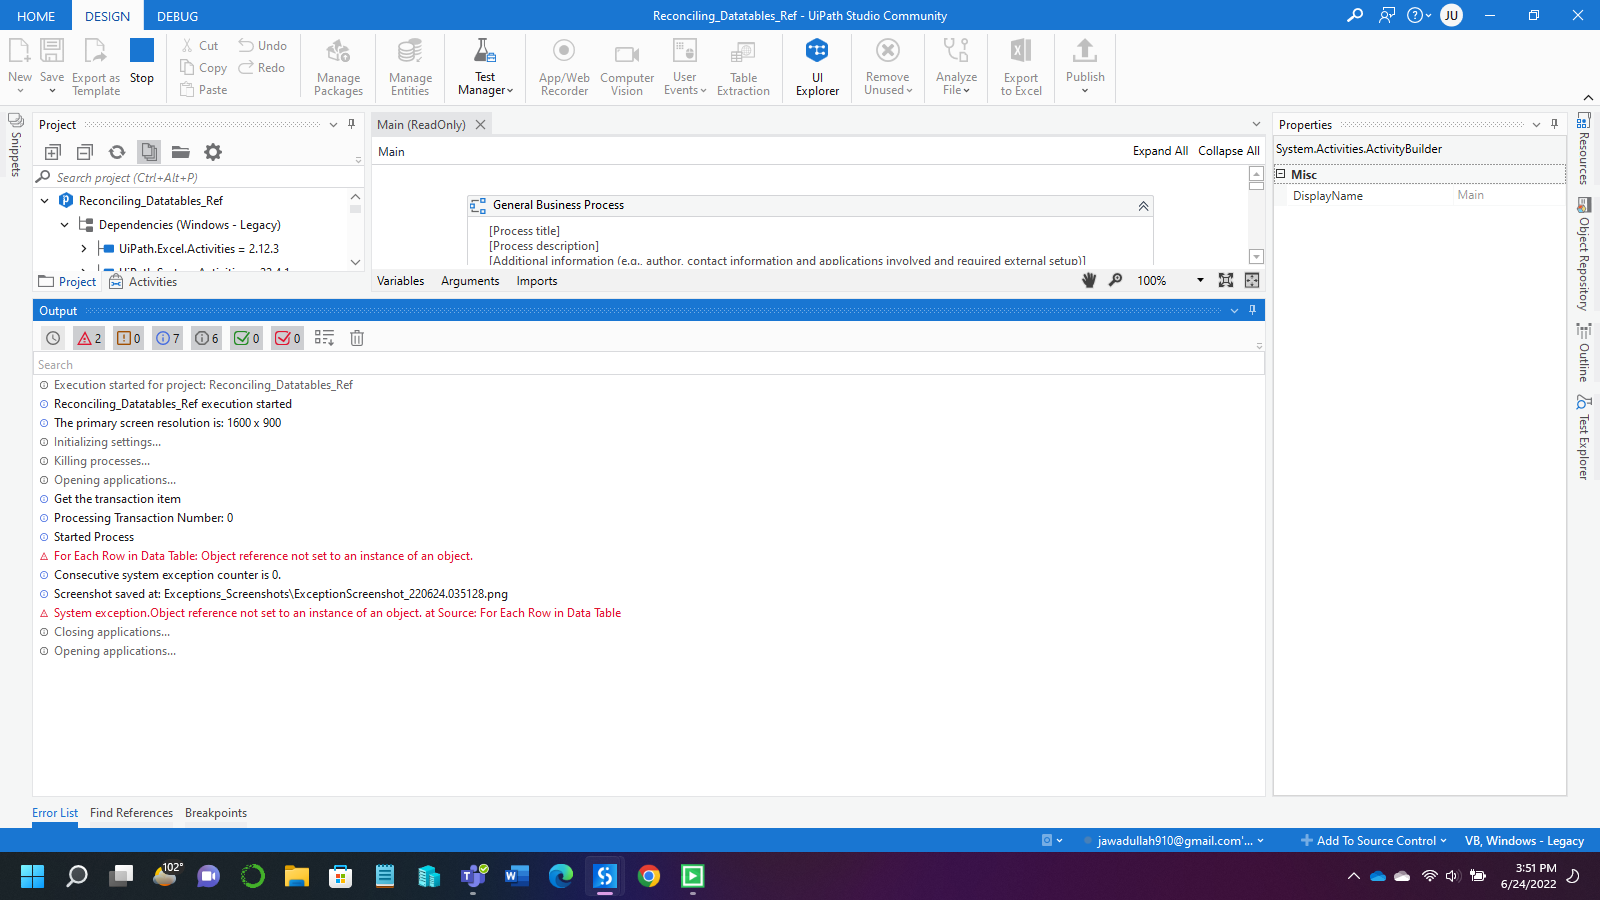 HOME DESIGN DEBUG
Reconciling_Datatables_Ref - UiPath Studio Community
JU
New
Save
Export as
Template
Stop
Cut
Copy
Paste
Undo
Redo
Manage
Packages
Manage
Entities
Test
Manager
App/Web
Recorder
Computer
Vision
User
Events
Table
Extraction
UI
Explorer
Remove
Unused
Analyze
File
Export
to Excel
Publish
Snippets
Project
Search project (Ctrl+Alt+P)
Reconciling_Datatables_Ref
Dependencies (Windows - Legacy)
UiPath.Excel.Activities = 2.12.3
Project
Activities
Main (ReadOnly)
Main
Expand All Collapse All
General Business Process
[Process title]
[Process description]
[Additional information (e.g., author, contact information and applications involved and required external setup)]
Variables Arguments Imports
100%
Properties
System.Activities.ActivityBuilder
Misc
DisplayName Main
Resources
Object Repository
Outline
Test Explorer
Output
2 0 7 6 0 0
Search
Execution started for project: Reconciling_Datatables_Ref
Reconciling_Datatables_Ref execution started
The primary screen resolution is: 1600 x 900
Initializing settings...
Killing processes...
Opening applications...
Get the transaction item
Processing Transaction Number: 0
Started Process
For Each Row in Data Table: Object reference not set to an instance of an object.
Consecutive system exception counter is 0.
Screenshot saved at: Exceptions_Screenshots\ExceptionScreenshot_220624.035128.png
System exception.Object reference not set to an instance of an object. at Source: For Each Row in Data Table
Closing applications...
Opening applications...
Error List Find References Breakpoints
jawadullah910@gmail.com'...
Add To Source Control
VB, Windows - Legacy
102°
3:51 PM
6/24/2022